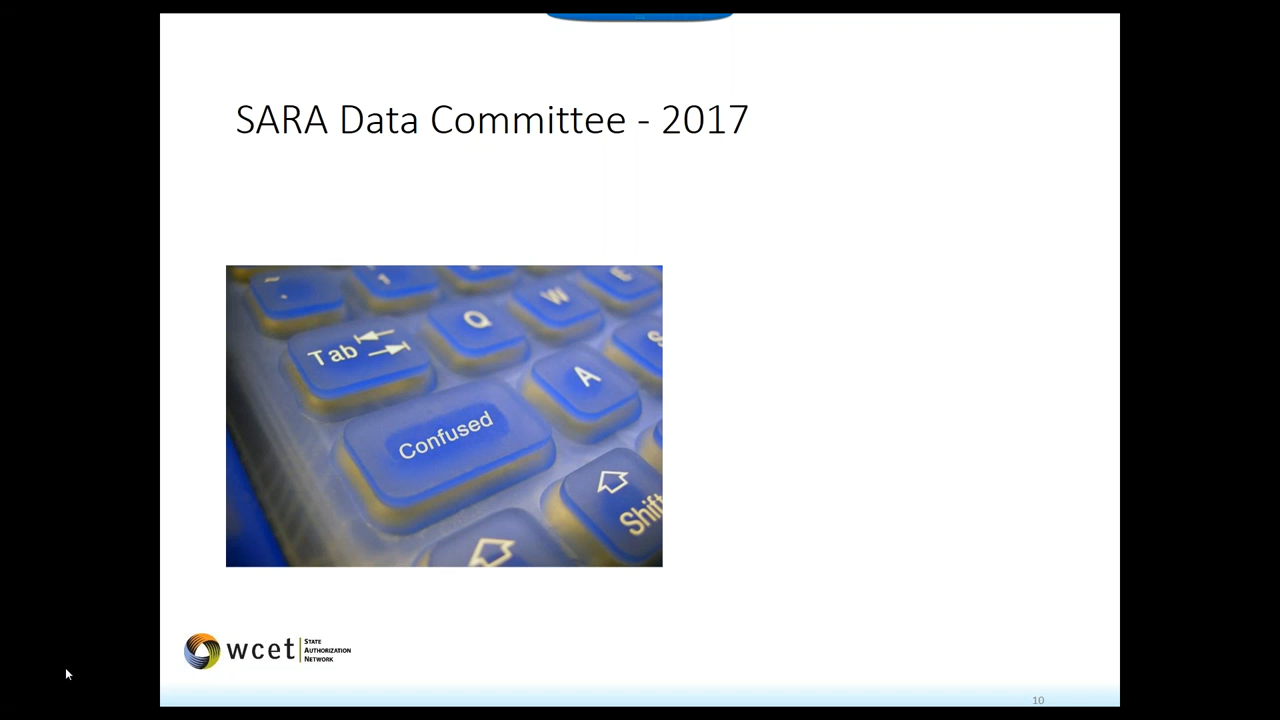 SARA Data Committee - 2017
~
Tab
Q
W
E
A
S
Confused
Shift
wcet
STATE
AUTHORIZATION
NETWORK
10